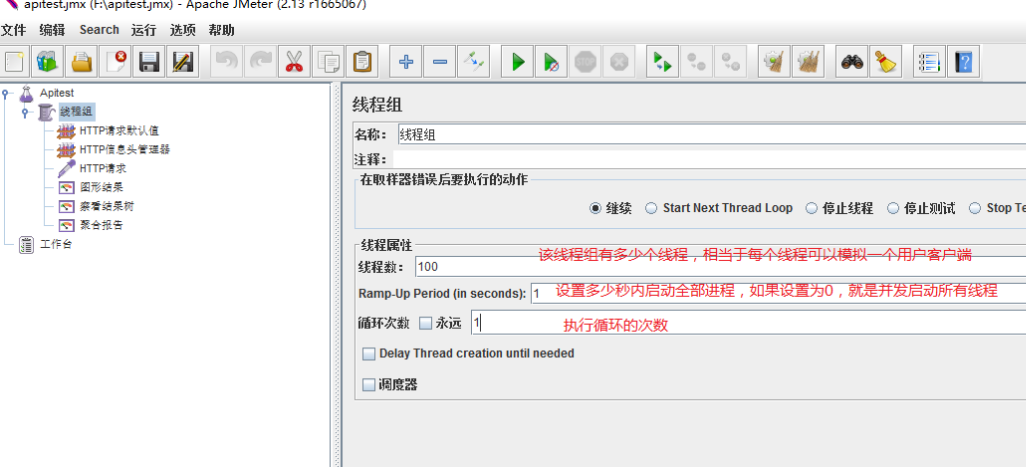 apitest.jmx (F:\apitest.jmx) - Apache JMeter (2.13 r1665067)
文件 编辑 Search 运行 选项 帮助
Apitest
线程组
HTTP请求默认值
HTTP信息头管理器
HTTP请求
图形结果
察看结果树
聚合报告
工作台
线程组
名称： 线程组
注释：
在取样器错误后要执行的动作
继续 Start Next Thread Loop 停止线程 停止测试 Stop Te
线程属性
线程数： 100 该线程组有多少个线程，相当于每个线程可以模拟一个用户客户端
Ramp-Up Period (in seconds): 1 设置多少秒内启动全部进程，如果设置为0，就是并发启动所有线程
循环次数 永远 1 执行循环的次数
Delay Thread creation until needed
调度器